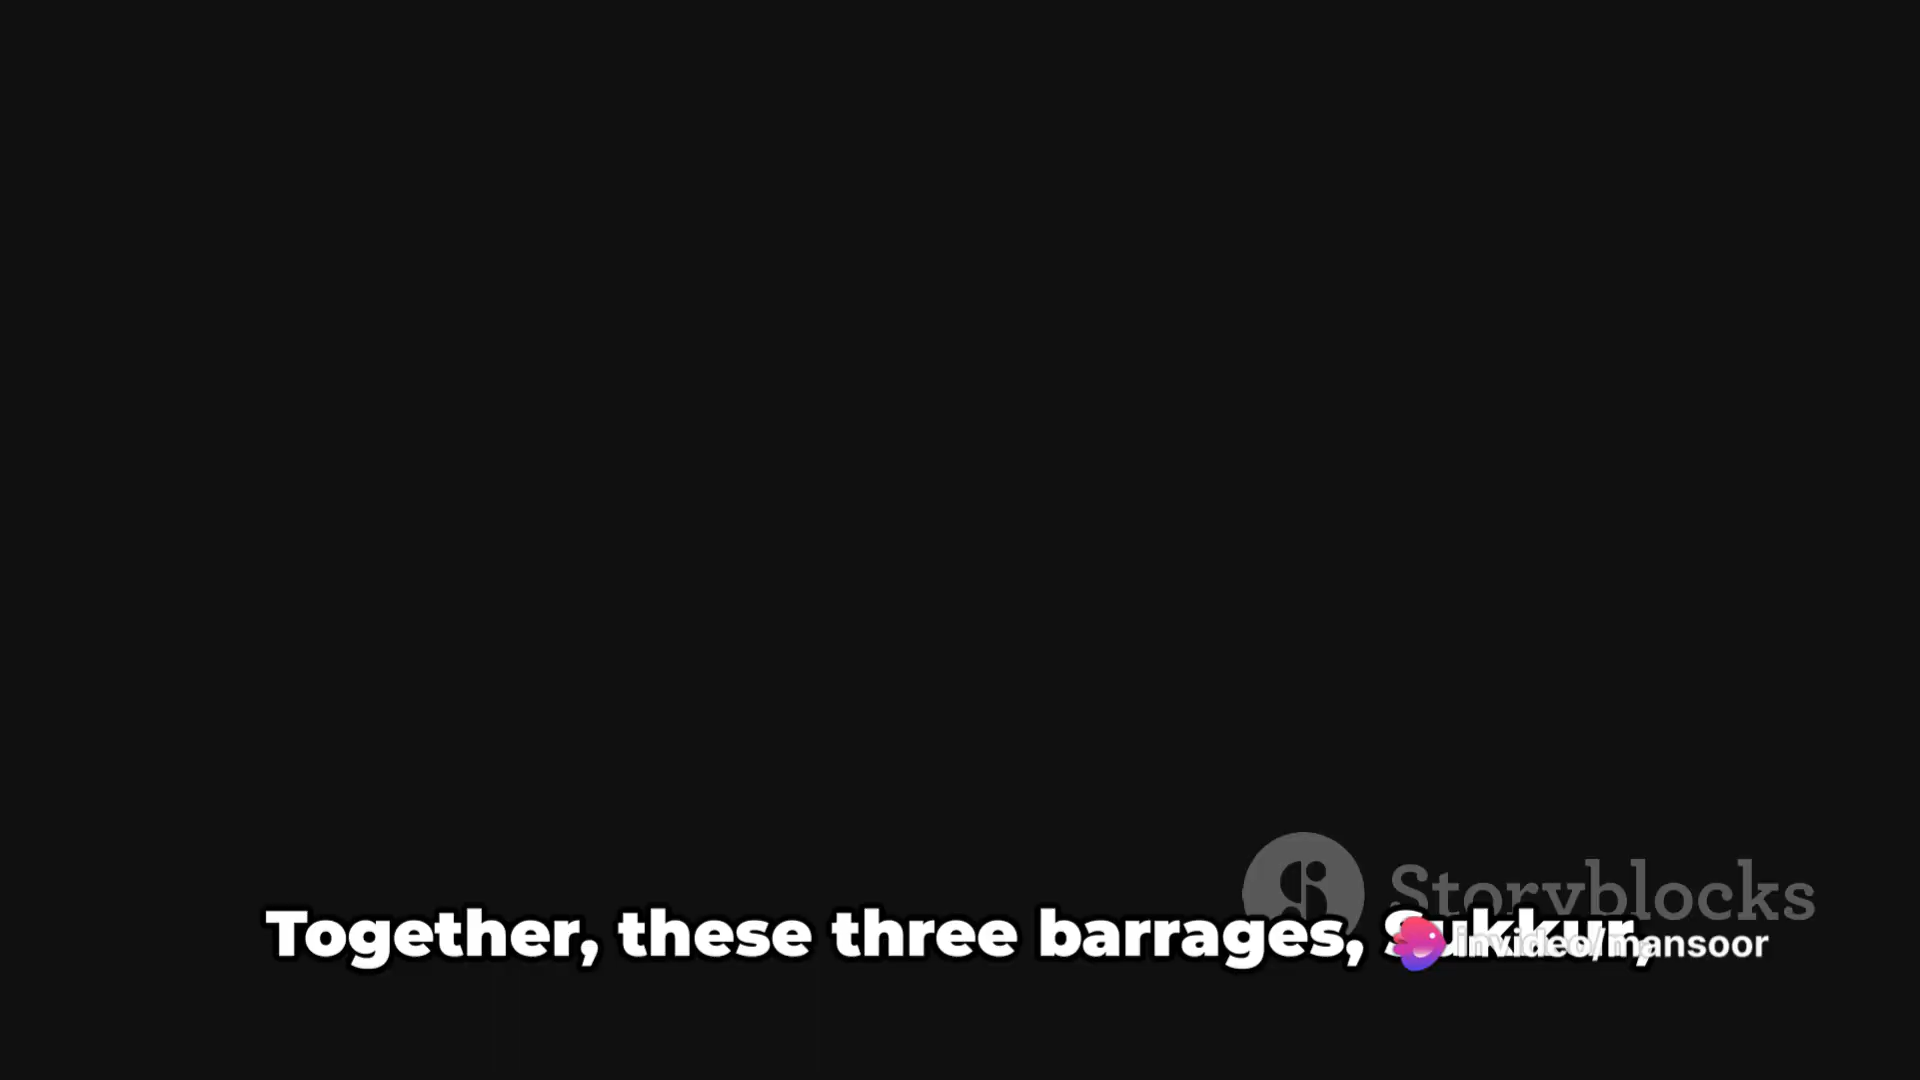 Storyblocks
Together, these three barrages, Sukkur,
invideo/mansoor